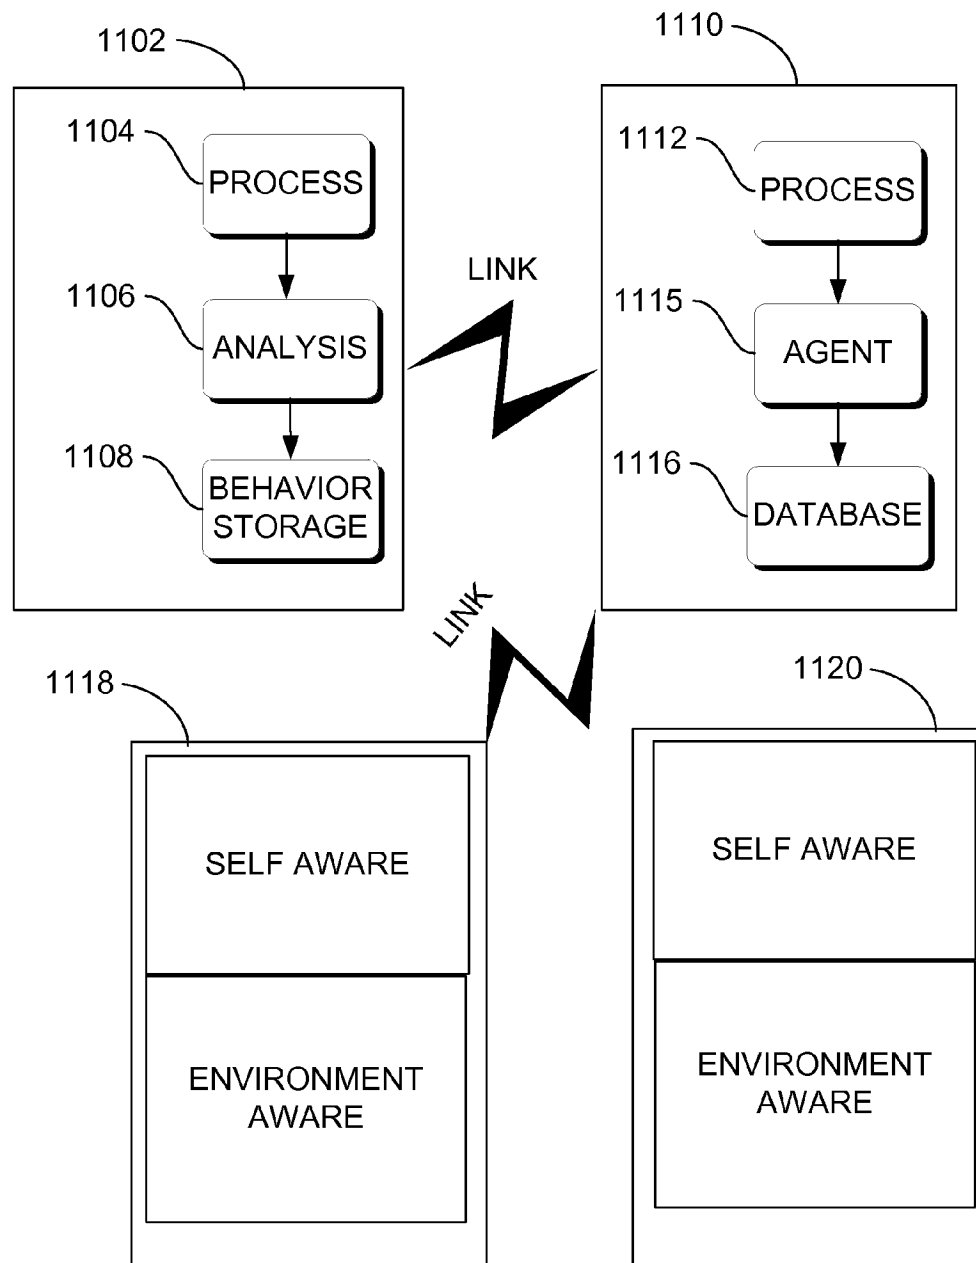 1102
1104
PROCESS
1106
ANALYSIS
1108
BEHAVIOR
STORAGE
LINK
1110
1112
PROCESS
1115
AGENT
1116
DATABASE
LINK
1118
SELF AWARE
ENVIRONMENT
AWARE
1120
SELF AWARE
ENVIRONMENT
AWARE